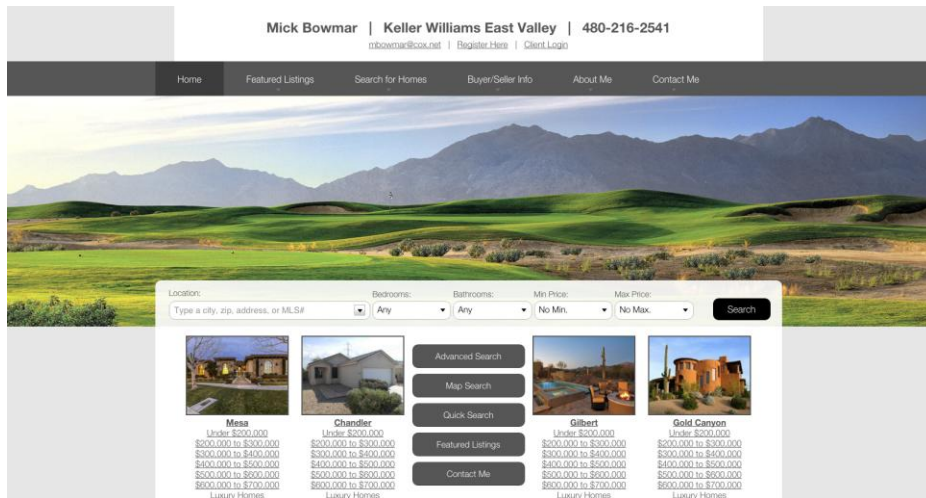 Mick Bowmar | Keller Williams East Valley | 480-216-2541
mbowmar@cox.net | Register Here | Client Login
Home Featured Listings Search for Homes Buyer/Seller Info About Me Contact Me
Location: Bedrooms: Bathrooms: Min Price: Max Price:
Type a city, zip, address, or MLS# Any Any No Min. No Max. Search
Mesa
Under $200,000
$200,000 to $300,000
$300,000 to $400,000
$400,000 to $500,000
$500,000 to $600,000
$600,000 to $700,000
Luxury Homes
Chandler
Under $200,000
$200,000 to $300,000
$300,000 to $400,000
$400,000 to $500,000
$500,000 to $600,000
$600,000 to $700,000
Luxury Homes
Advanced Search
Map Search
Quick Search
Featured Listings
Contact Me
Gilbert
Under $200,000
$200,000 to $300,000
$300,000 to $400,000
$400,000 to $500,000
$500,000 to $600,000
$600,000 to $700,000
Luxury Homes
Gold Canyon
Under $200,000
$200,000 to $300,000
$300,000 to $400,000
$400,000 to $500,000
$500,000 to $600,000
$600,000 to $700,000
Luxury Homes